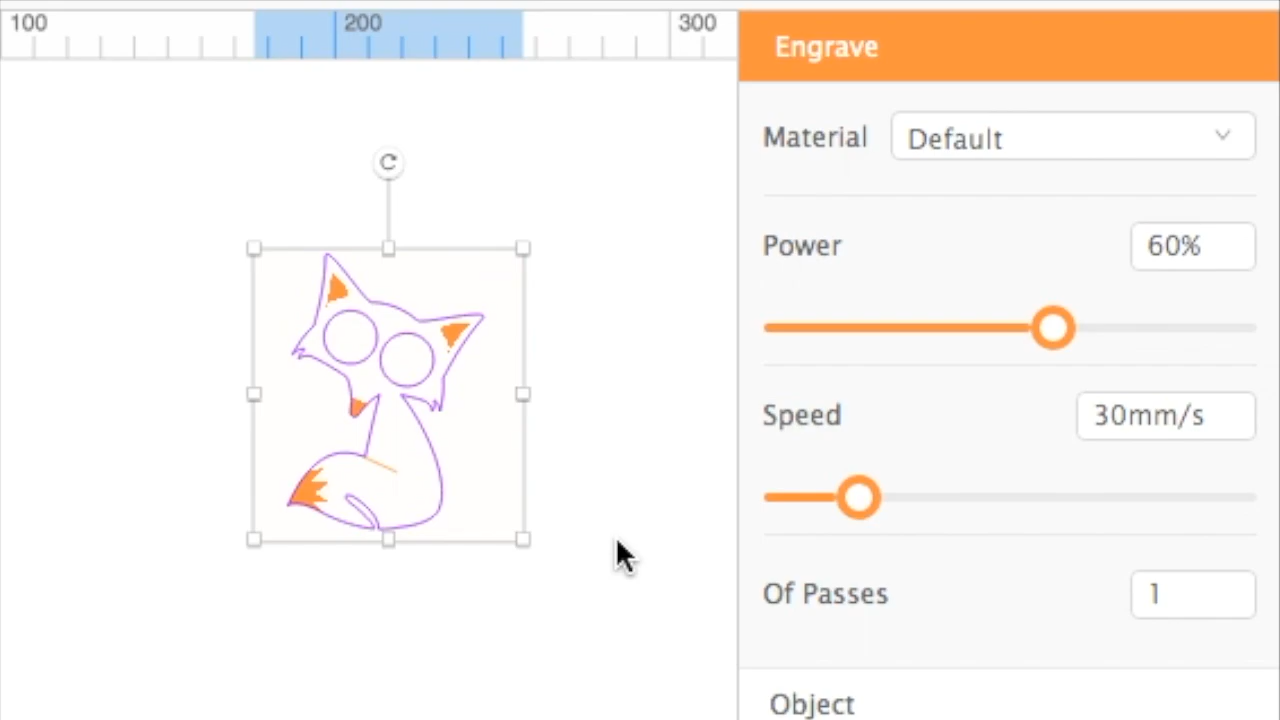 100 200 300
Engrave
Material Default
Power 60%
Speed 30mm/s
Of Passes 1
Object